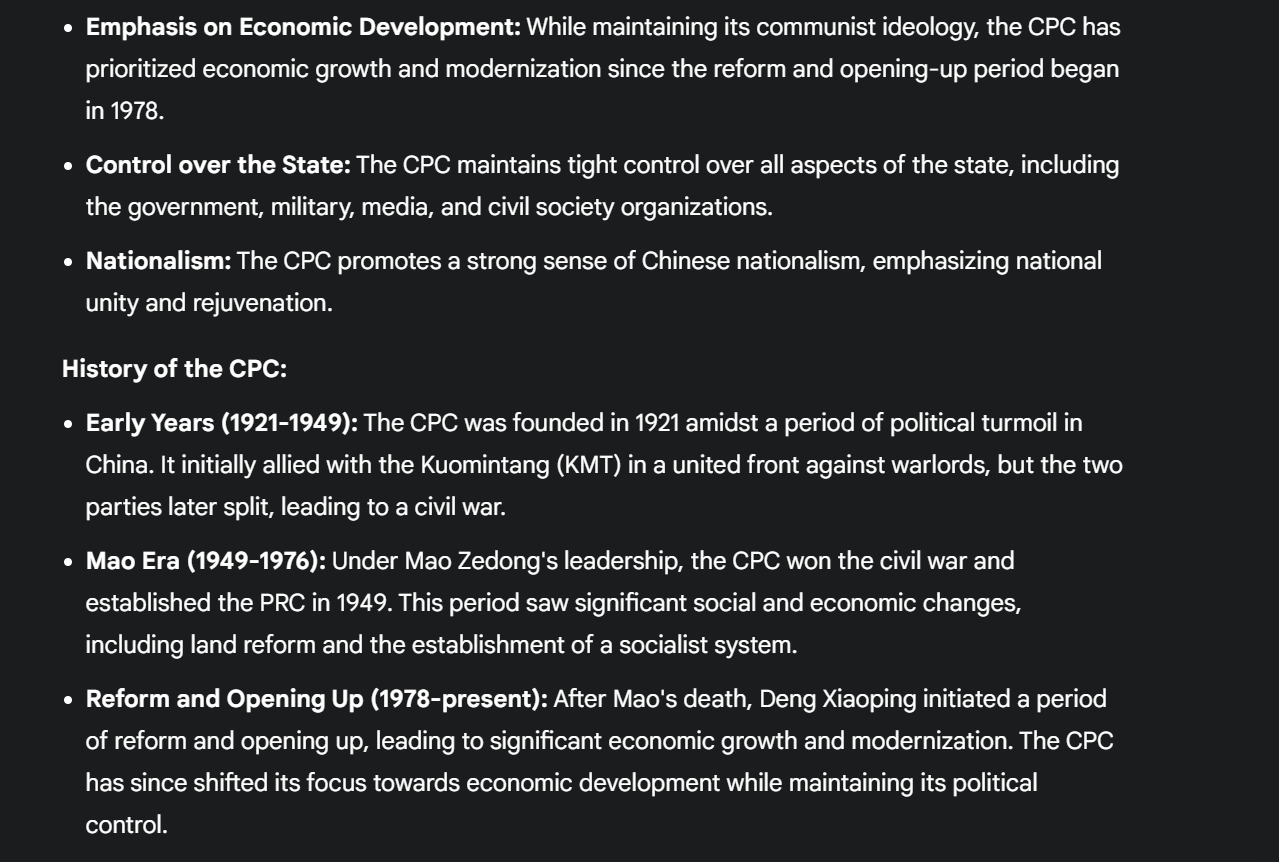 • Emphasis on Economic Development: While maintaining its communist ideology, the CPC has
prioritized economic growth and modernization since the reform and opening-up period began
in 1978.
• Control over the State: The CPC maintains tight control over all aspects of the state, including
the government, military, media, and civil society organizations.
• Nationalism: The CPC promotes a strong sense of Chinese nationalism, emphasizing national
unity and rejuvenation.
History of the CPC:
• Early Years (1921-1949): The CPC was founded in 1921 amidst a period of political turmoil in
China. It initially allied with the Kuomintang (KMT) in a united front against warlords, but the two
parties later split, leading to a civil war.
• Mao Era (1949-1976): Under Mao Zedong's leadership, the CPC won the civil war and
established the PRC in 1949. This period saw significant social and economic changes,
including land reform and the establishment of a socialist system.
• Reform and Opening Up (1978-present): After Mao's death, Deng Xiaoping initiated a period
of reform and opening up, leading to significant economic growth and modernization. The CPC
has since shifted its focus towards economic development while maintaining its political
control.